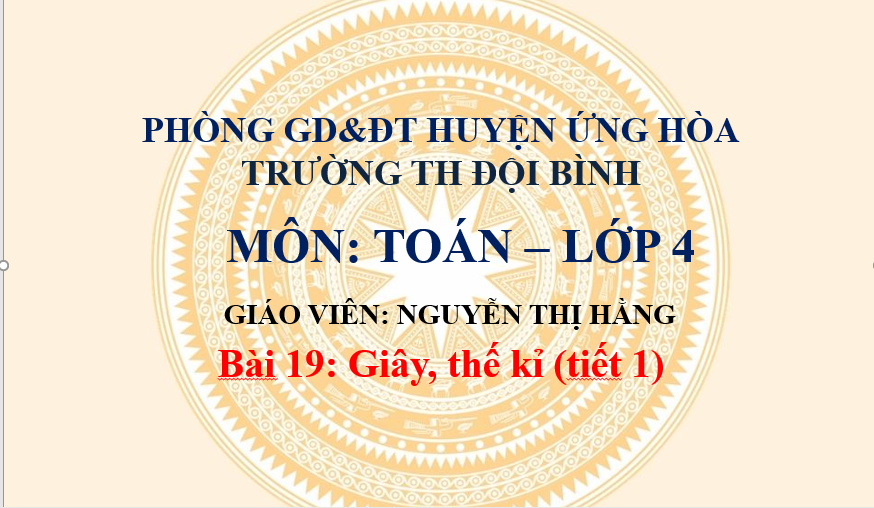 PHÒNG GD&ĐT HUYỆN ỨNG HÒA
TRƯỜNG TH ĐỘI BÌNH
MÔN: TOÁN – LỚP 4
GIÁO VIÊN: NGUYỄN THỊ HẰNG
Bài 19: Giây, thế kỉ (tiết 1)